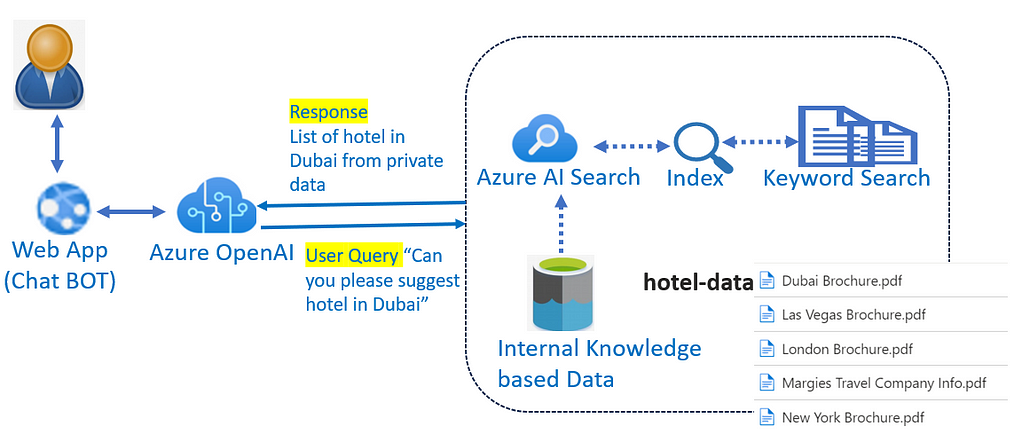 Response
List of hotel in
Dubai from private
data
Azure AI Search
Index
Keyword Search
Web App
(Chat BOT)
Azure OpenAI
User Query “Can
you please suggest
hotel in Dubai”
hotel-data
Dubai Brochure.pdf
Las Vegas Brochure.pdf
London Brochure.pdf
Margies Travel Company Info.pdf
New York Brochure.pdf
Internal Knowledge
based Data